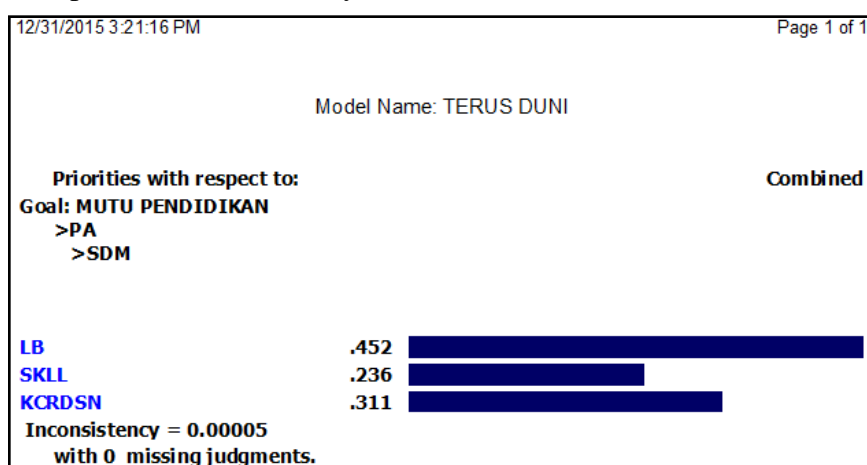 12/31/2015 3:21:16 PM Page 1 of 1
Model Name: TERUS DUNI
Priorities with respect to: Combined
Goal: MUTU PENDIDIKAN
>PA
>SDM
LB .452
SKLL .236
KCRDSN .311
Inconsistency = 0.00005
with 0 missing judgments.